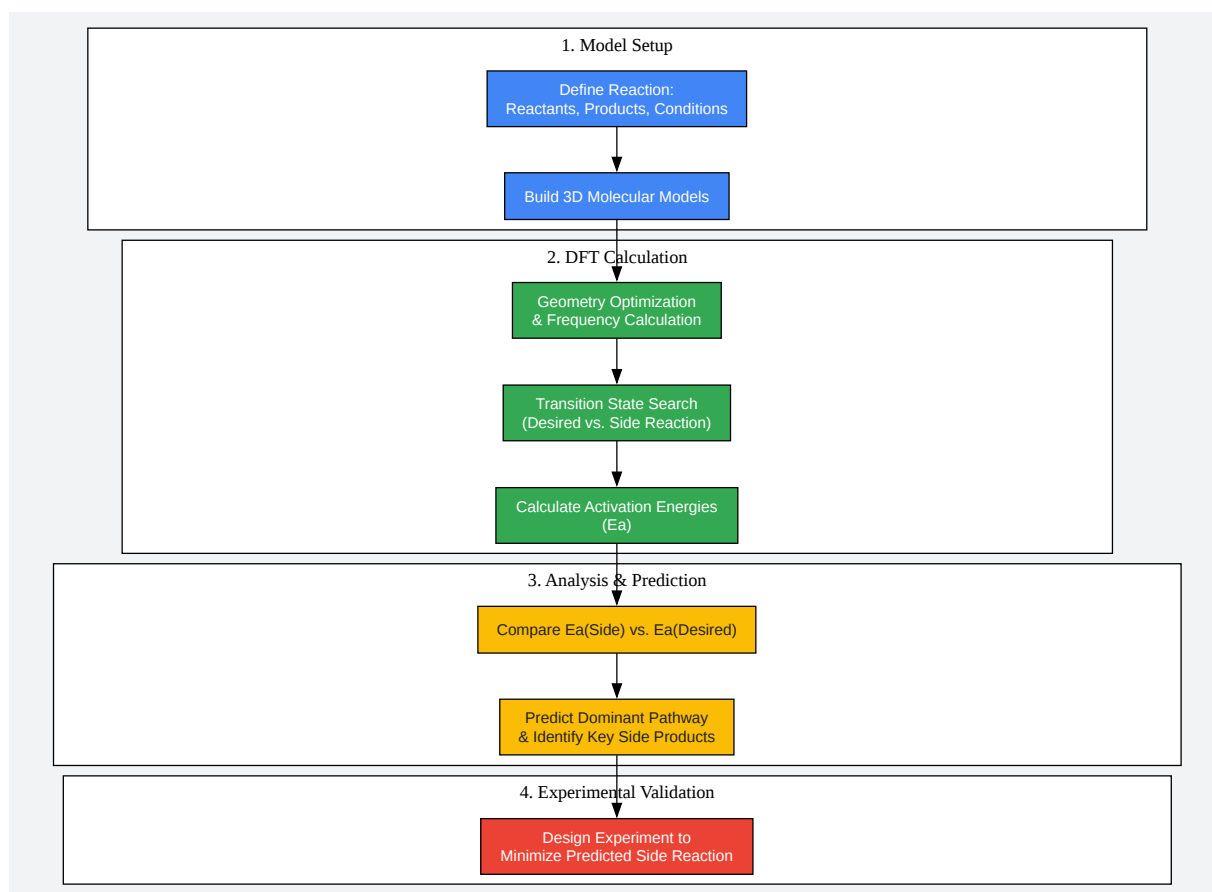 1. Model Setup
Define Reaction:
Reactants, Products, Conditions
Build 3D Molecular Models
2. DFT Calculation
Geometry Optimization
& Frequency Calculation
Transition State Search
(Desired vs. Side Reaction)
Calculate Activation Energies
(Ea)
3. Analysis & Prediction
Compare Ea(Side) vs. Ea(Desired)
Predict Dominant Pathway
& Identify Key Side Products
4. Experimental Validation
Design Experiment to
Minimize Predicted Side Reaction